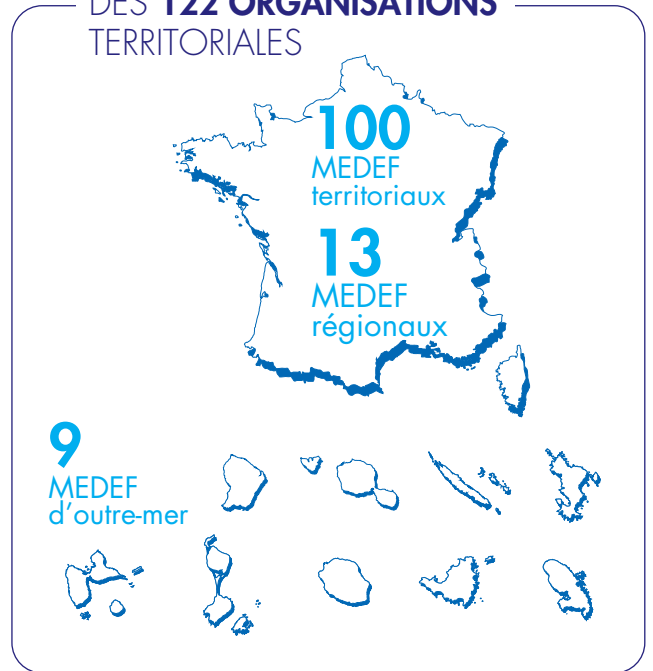 DES 122 ORGANISATIONS
TERRITORIALES
100
MEDEF
territoriaux
13
MEDEF
régionaux
9
MEDEF
d'outre-mer